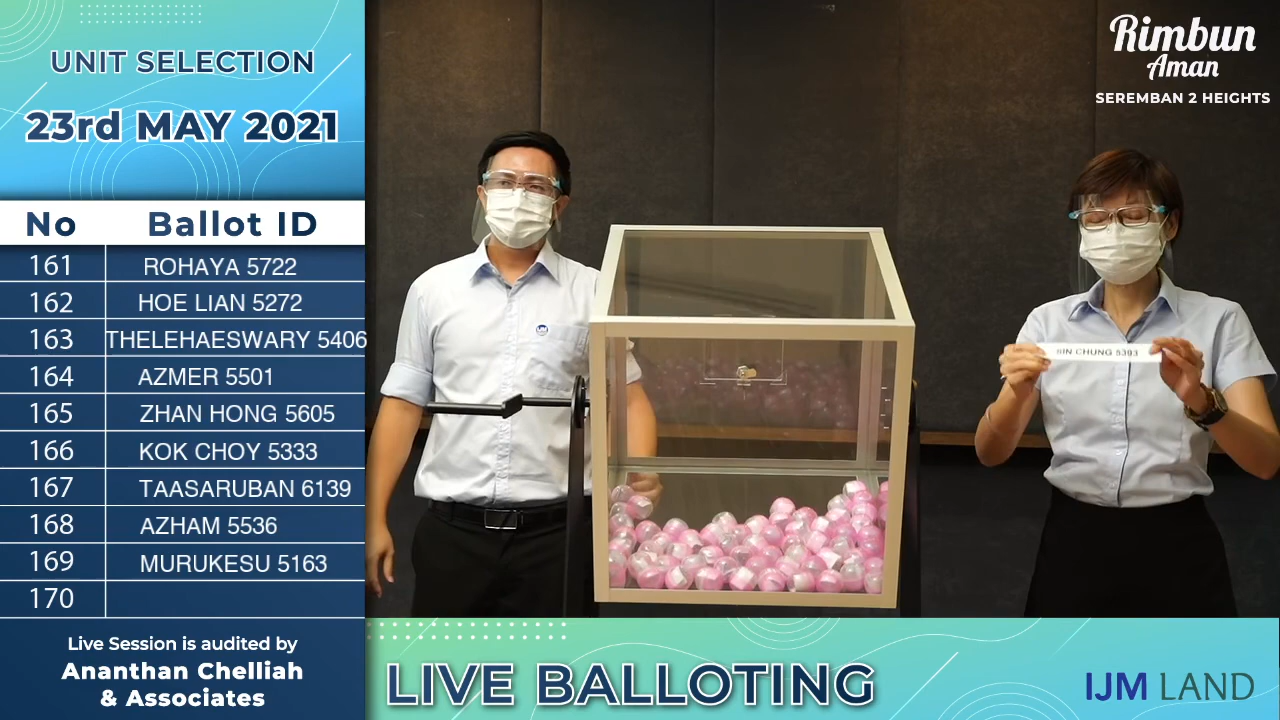 UNIT SELECTION
23rd MAY 2021
No Ballot ID
161 ROHAYA 5722
162 HOE LIAN 5272
163 THELEHAESWARY 5406
164 AZMER 5501
165 ZHAN HONG 5605
166 KOK CHOY 5333
167 TAASARUBAN 6139
168 AZHAM 5536
169 MURUKESU 5163
170
Live Session is audited by
Ananthan Chelliah
& Associates
Rimbun
Aman
SEREMBAN 2 HEIGHTS
CHUNG 5393
LIVE BALLOTING
IJM LAND